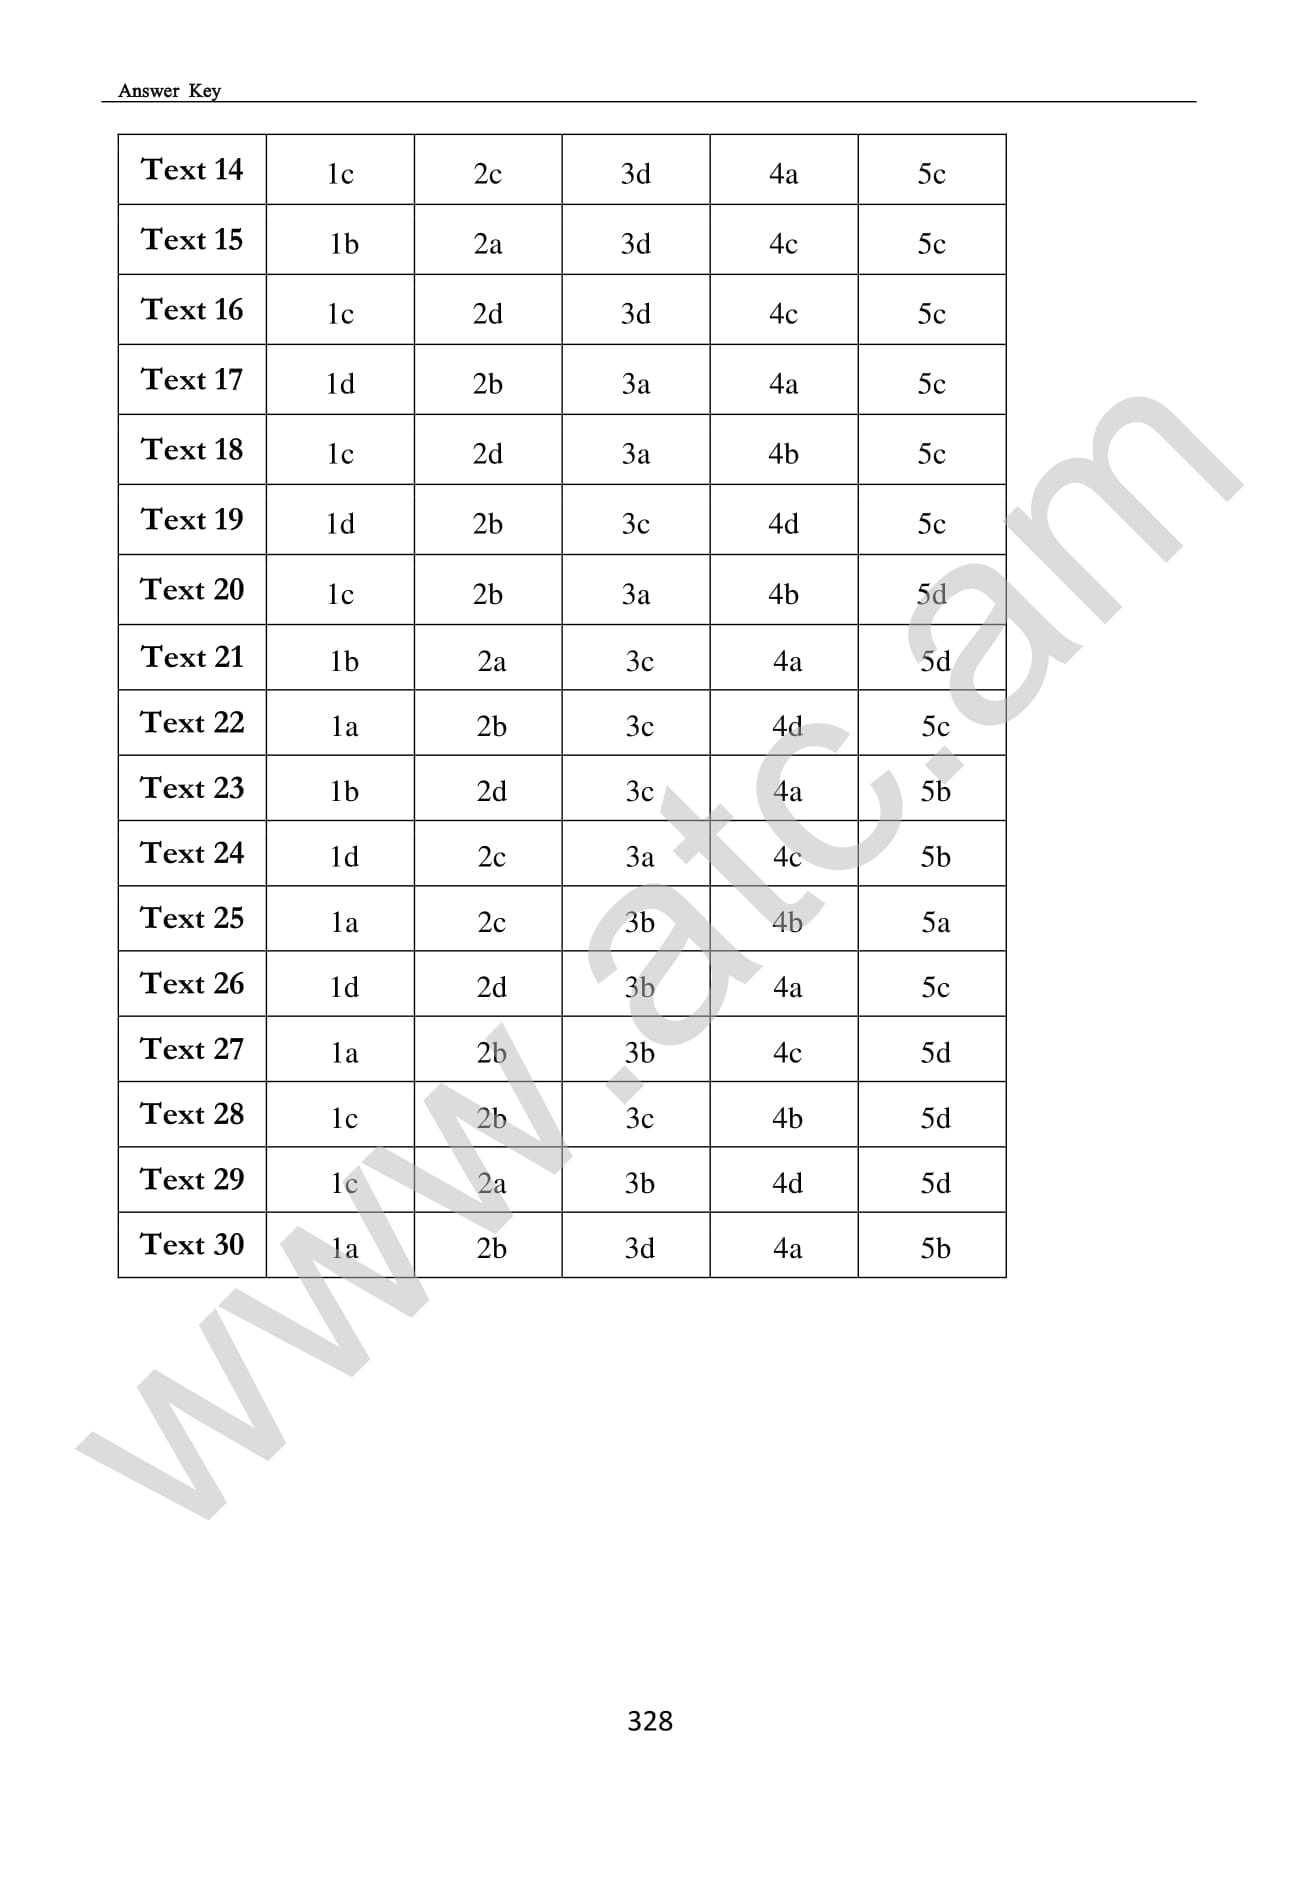 Answer Key
Text 14 1c 2c 3d 4a 5c
Text 15 1b 2a 3d 4c 5c
Text 16 1c 2d 3d 4c 5c
Text 17 1d 2b 3a 4a 5c
Text 18 1c 2d 3a 4b 5c
Text 19 1d 2b 3c 4d 5c
Text 20 1c 2b 3a 4b 5d
Text 21 1b 2a 3c 4a 5d
Text 22 1a 2b 3c 4d 5c
Text 23 1b 2d 3c 4a 5b
Text 24 1d 2c 3a 4c 5b
Text 25 1a 2c 3b 4b 5a
Text 26 1d 2d 3b 4a 5c
Text 27 1a 2b 3b 4c 5d
Text 28 1c 2b 3c 4b 5d
Text 29 1c 2a 3b 4d 5d
Text 30 1a 2b 3d 4a 5b
www.atc.am
328